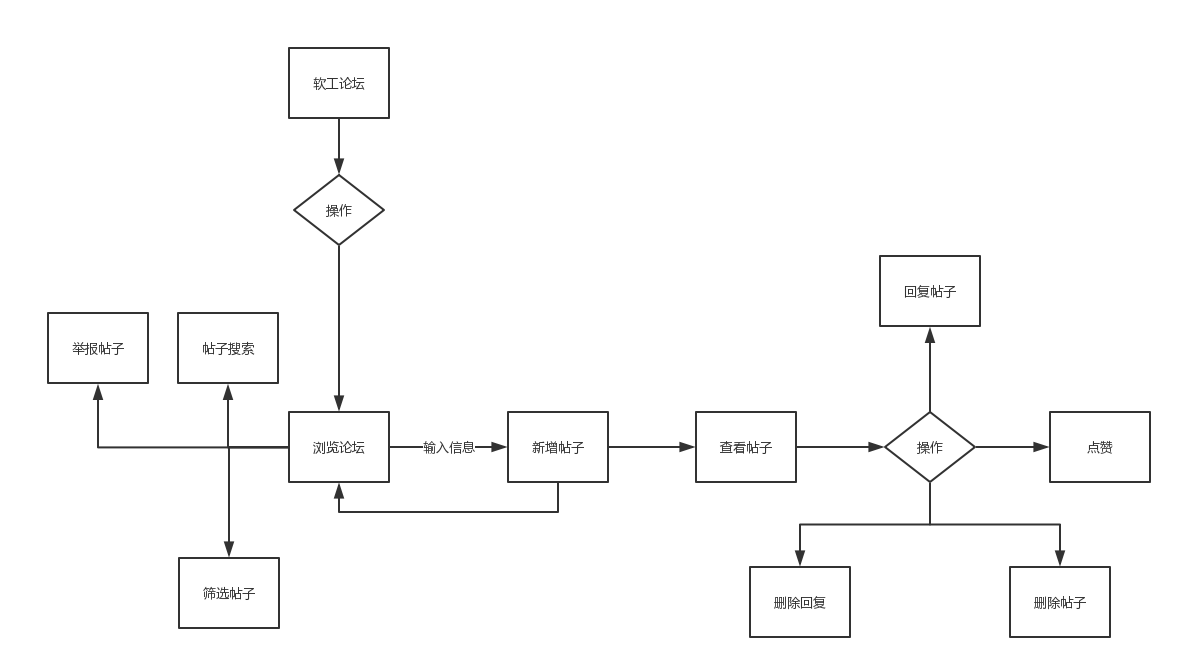 软工论坛
操作
回复帖子
举报帖子
帖子搜索
浏览论坛
输入信息
新增帖子
查看帖子
操作
点赞
筛选帖子
删除回复
删除帖子